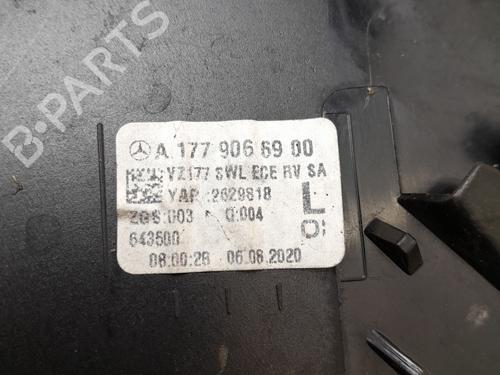 A 177 906 69 00
VZ177 SWL ECE RV SA
YAP :2629818
L
ZGS:003 Q:004
643500
08:00:28 06.08.2020
B-PARTS